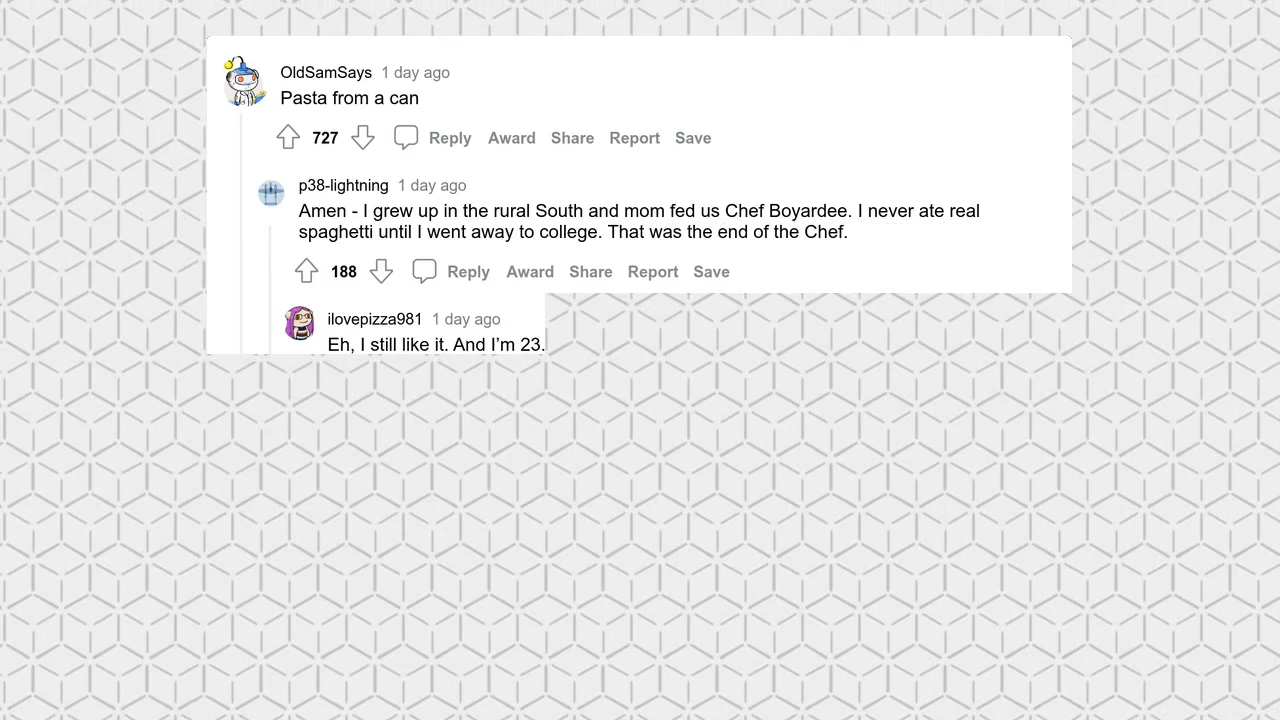 OldSamSays 1 day ago
Pasta from a can
727 Reply Award Share Report Save
p38-lightning 1 day ago
Amen - I grew up in the rural South and mom fed us Chef Boyardee. I never ate real
spaghetti until I went away to college. That was the end of the Chef.
188 Reply Award Share Report Save
ilovepizza981 1 day ago
Eh, I still like it. And I’m 23.